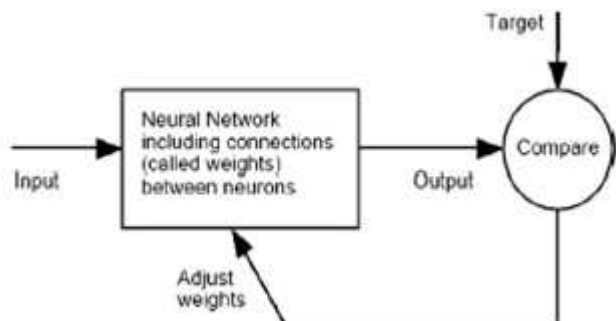 Target
Neural Network
including connections
(called weights)
between neurons
Compare
Input
Output
Adjust
weights